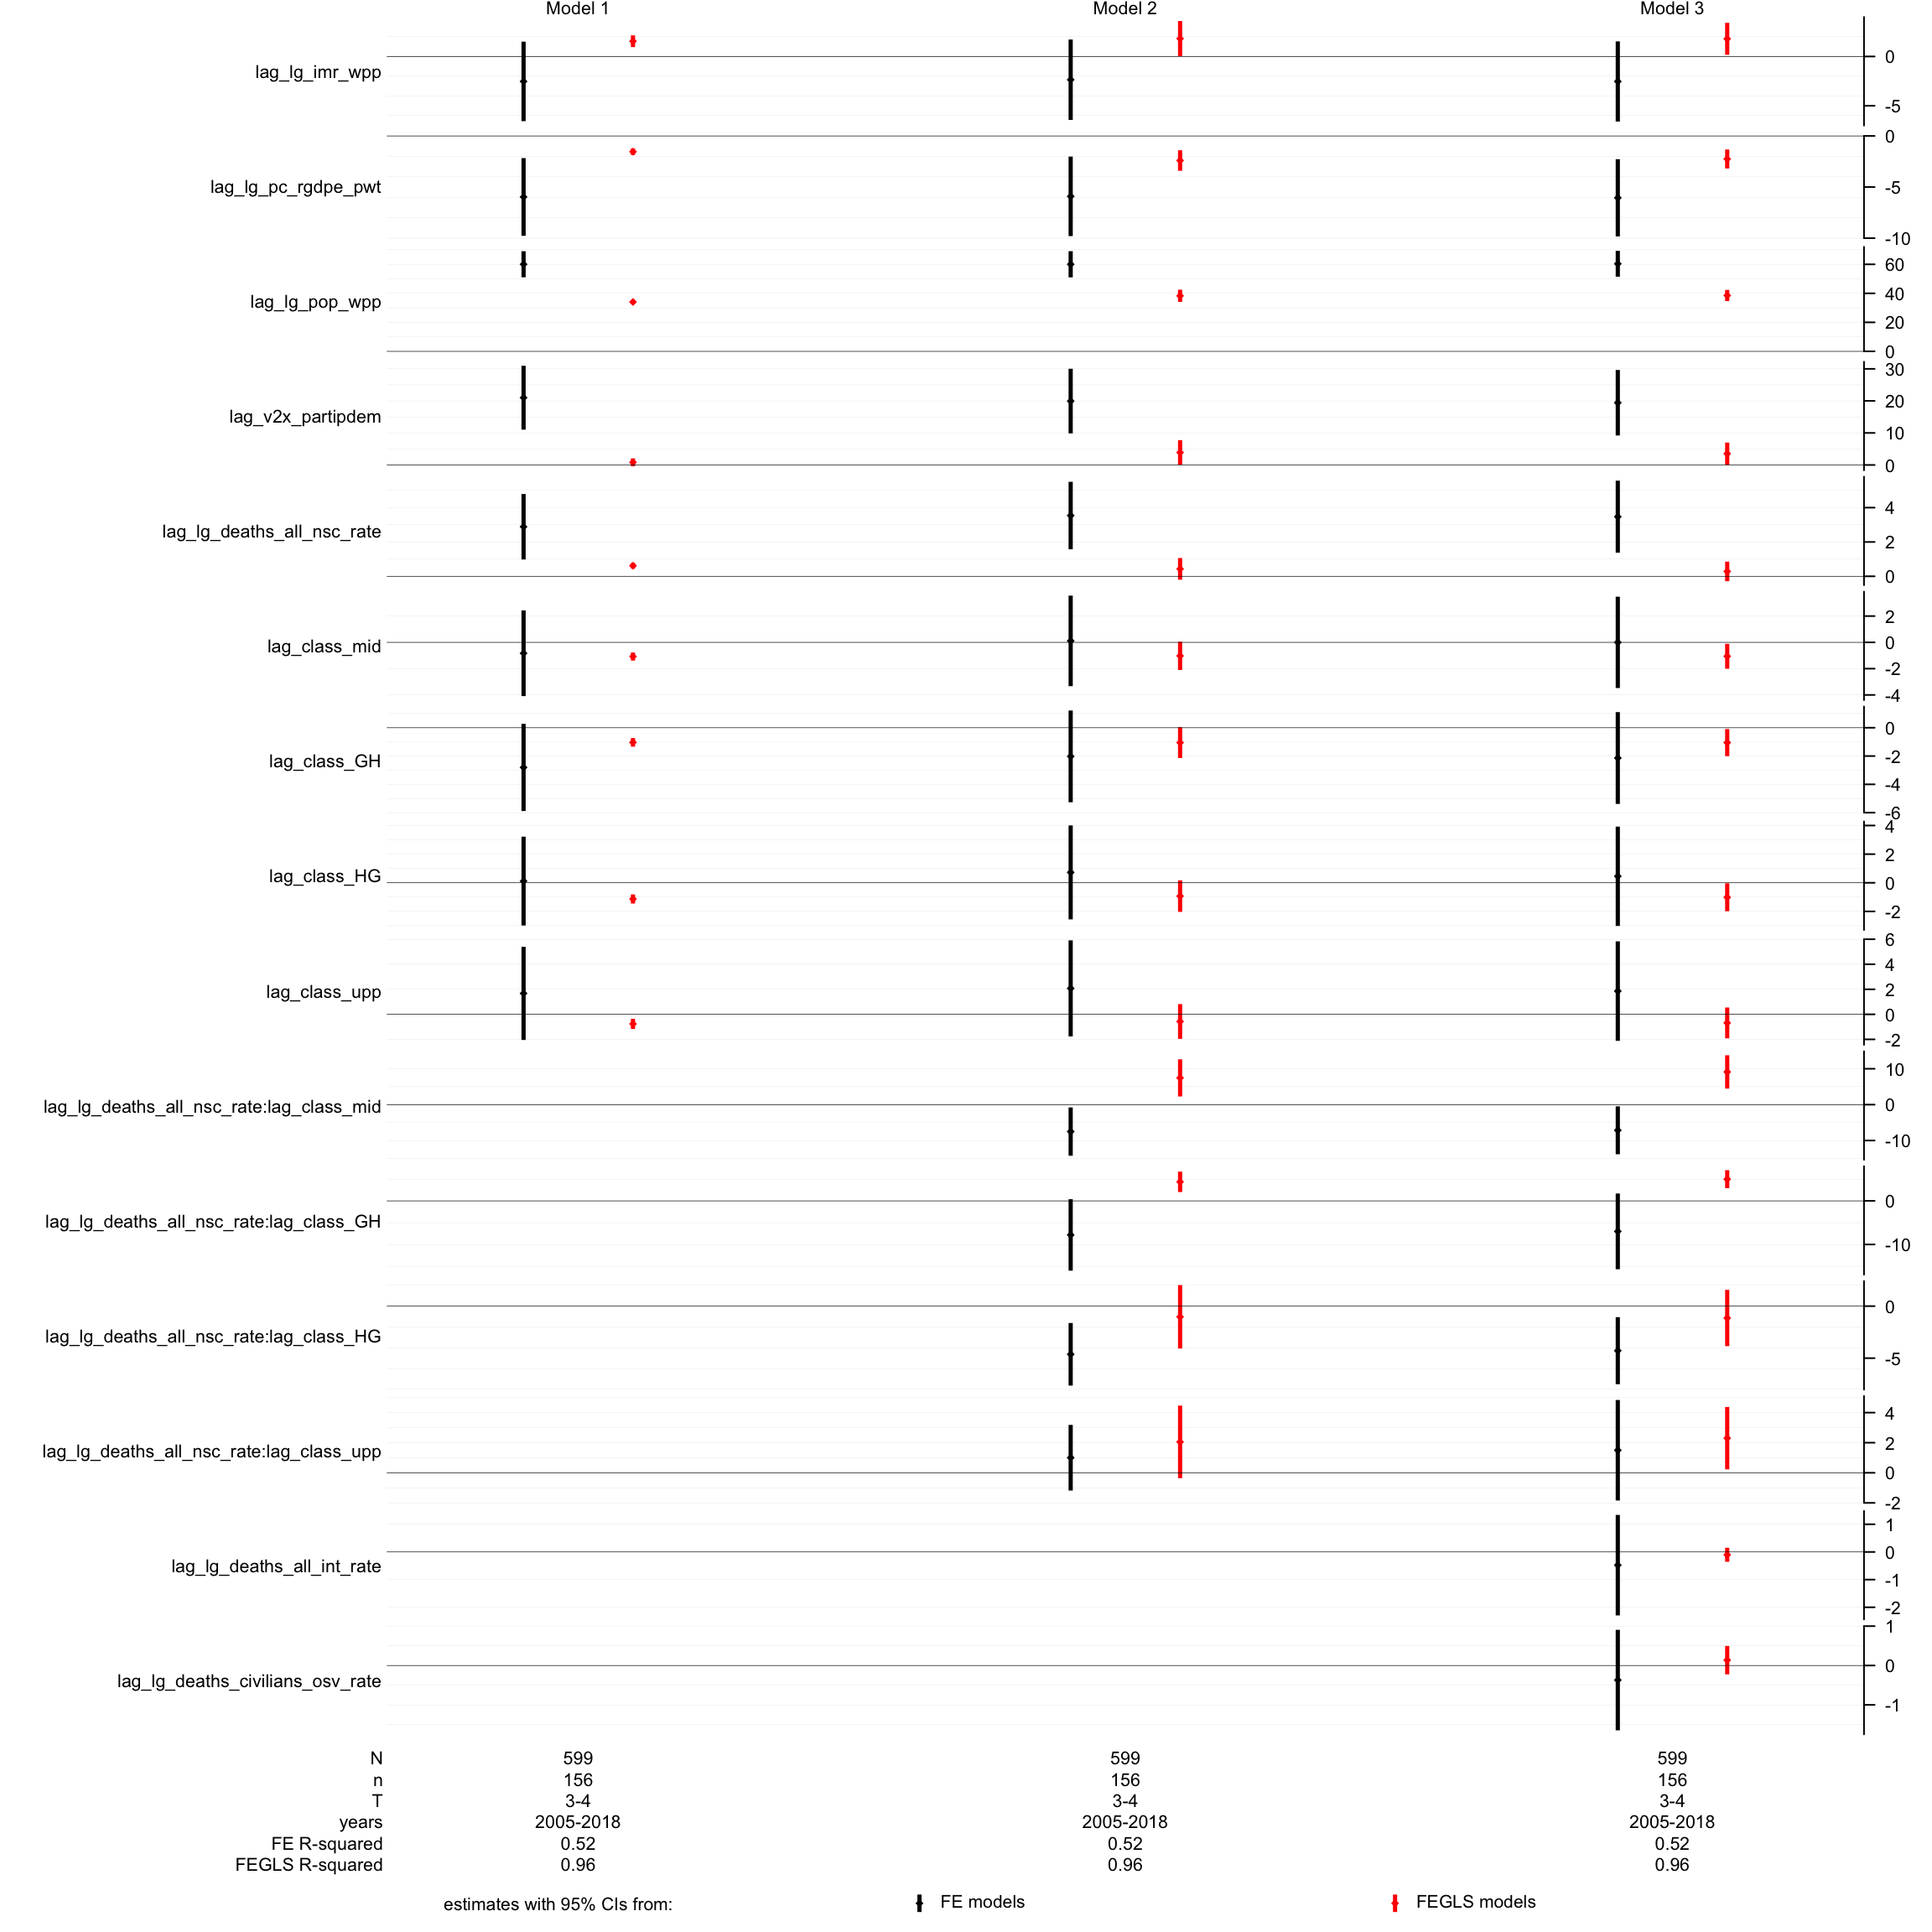 Model 1 Model 2 Model 3
lag_lg_imr_wpp 0 -5
lag_lg_pc_rgdpe_pwt 0 -5 -10
lag_lg_pop_wpp 60 40 20 0
lag_v2x_partipdem 30 20 10 0
lag_lg_deaths_all_nsc_rate 4 2 0
lag_class_mid 2 0 -2 -4
lag_class_GH 0 -2 -4 -6
lag_class_HG 4 2 0 -2
lag_class_upp 6 4 2 0 -2
lag_lg_deaths_all_nsc_rate:lag_class_mid 10 0 -10
lag_lg_deaths_all_nsc_rate:lag_class_GH 0 -10
lag_lg_deaths_all_nsc_rate:lag_class_HG 0 -5
lag_lg_deaths_all_nsc_rate:lag_class_upp 4 2 0 -2
lag_lg_deaths_all_int_rate 1 0 -1 -2
lag_lg_deaths_civilians_osv_rate 1 0 -1
N 599 599 599
n 156 156 156
T 3-4 3-4 3-4
years 2005-2018 2005-2018 2005-2018
FE R-squared 0.52 0.52 0.52
FEGLS R-squared 0.96 0.96 0.96
estimates with 95% CIs from: FE models FEGLS models